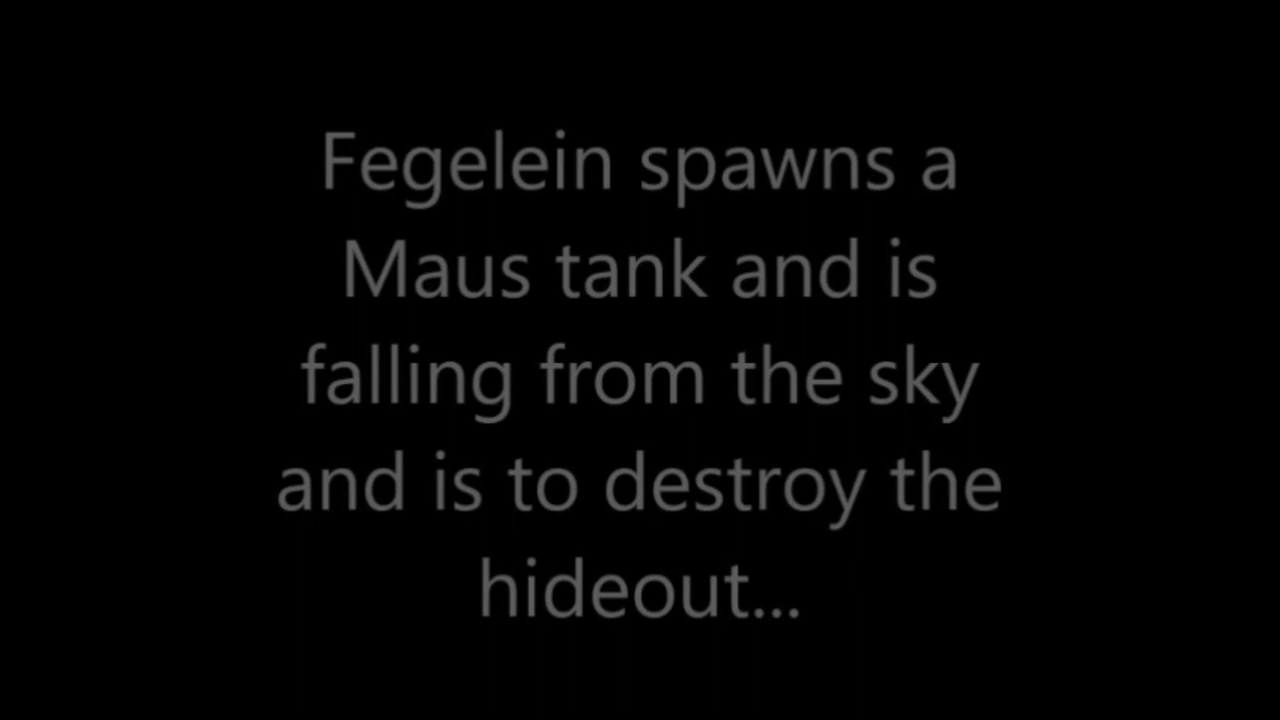 Fegelein spawns a
Maus tank and is
falling from the sky
and is to destroy the
hideout...